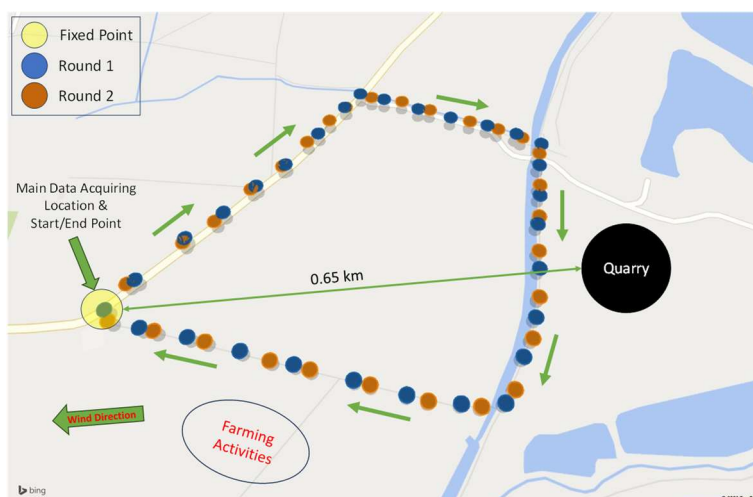 Fixed Point
Round 1
Round 2
Main Data Acquiring
Location &
Start/End Point
0.65 km
Quarry
Wind Direction
Farming
Activities
bing